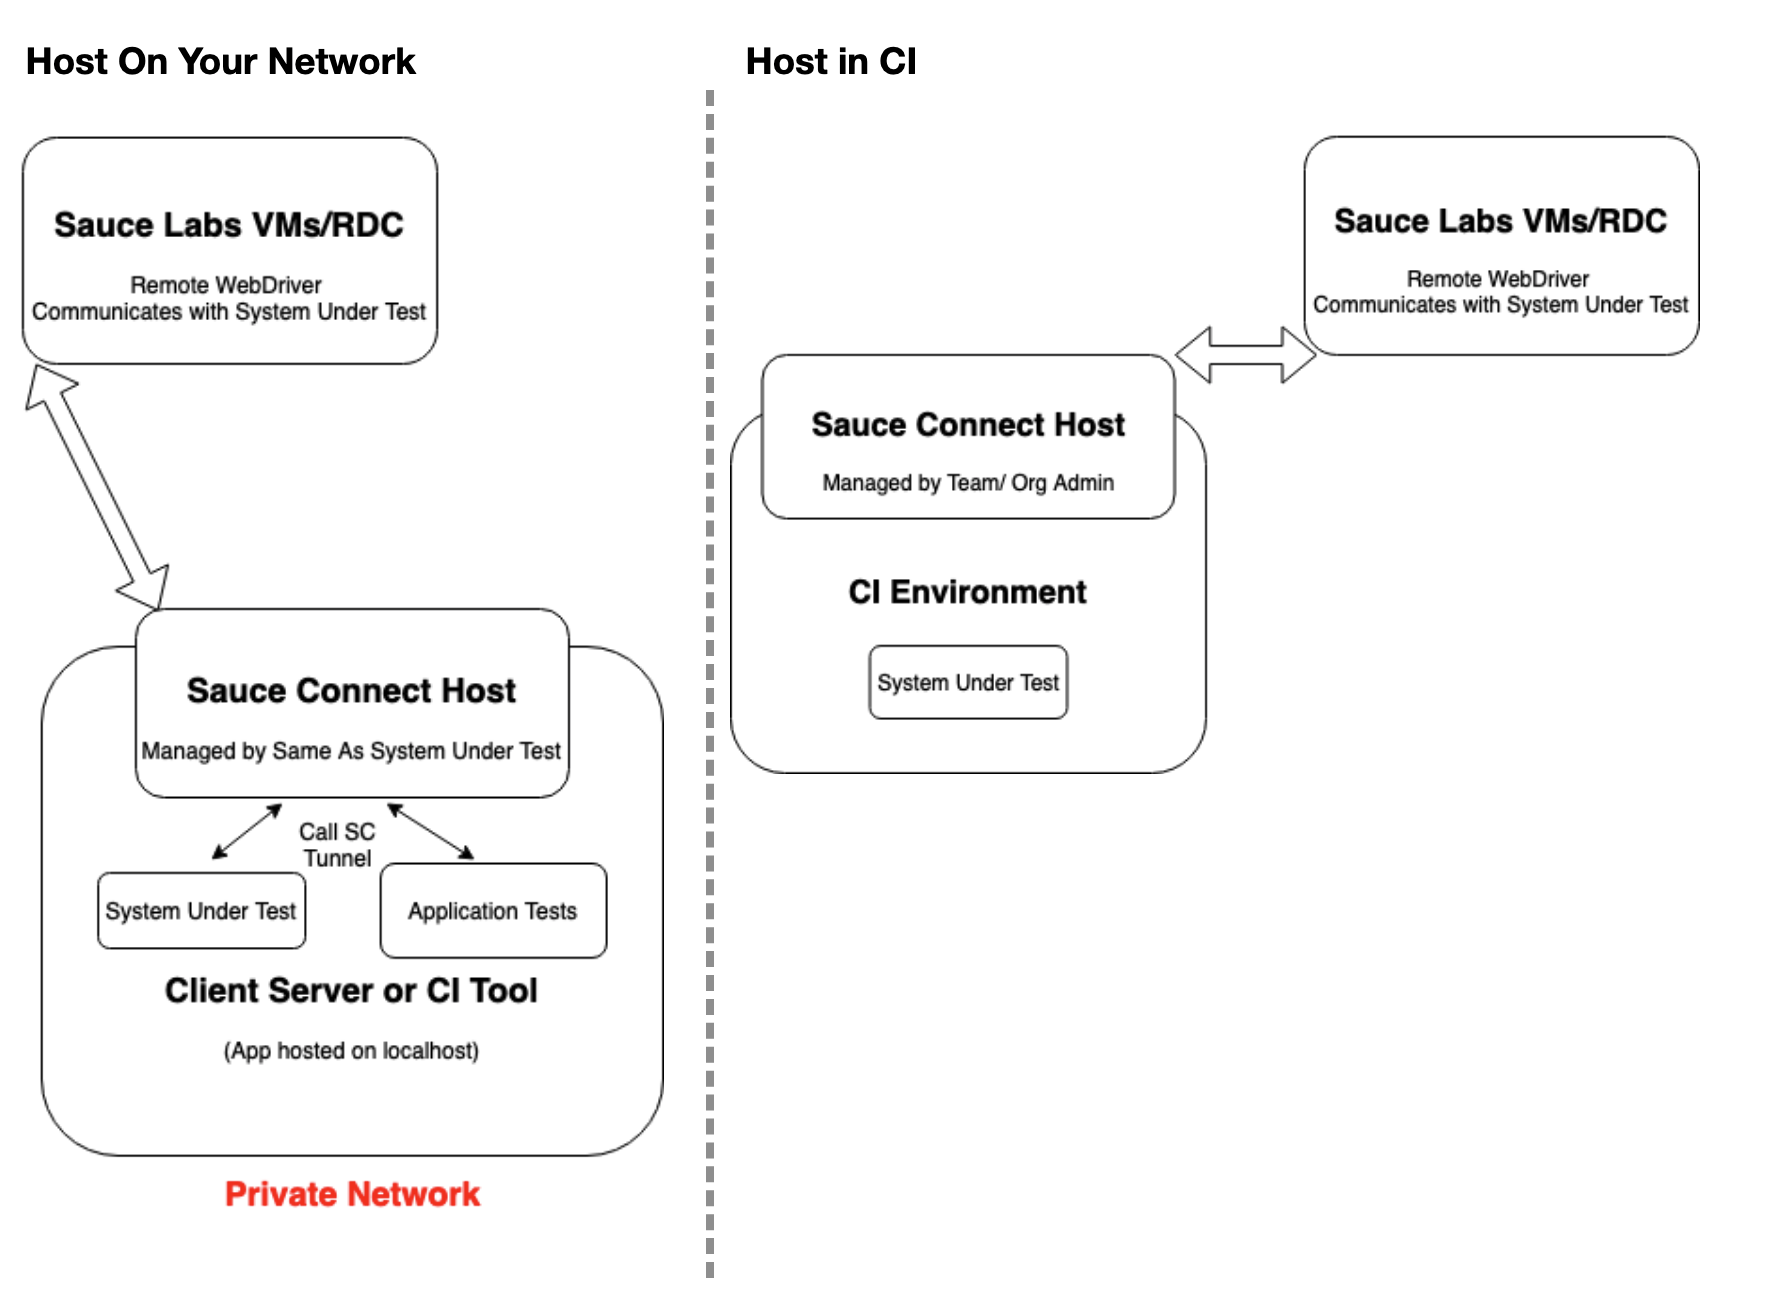 Host On Your Network
Sauce Labs VMs/RDC
Remote WebDriver
Communicates with System Under Test
Sauce Connect Host
Managed by Same As System Under Test
Call SC
Tunnel
System Under Test
Application Tests
Client Server or CI Tool
(App hosted on localhost)
Private Network
Host in CI
Sauce Labs VMs/RDC
Remote WebDriver
Communicates with System Under Test
Sauce Connect Host
Managed by Team/ Org Admin
CI Environment
System Under Test